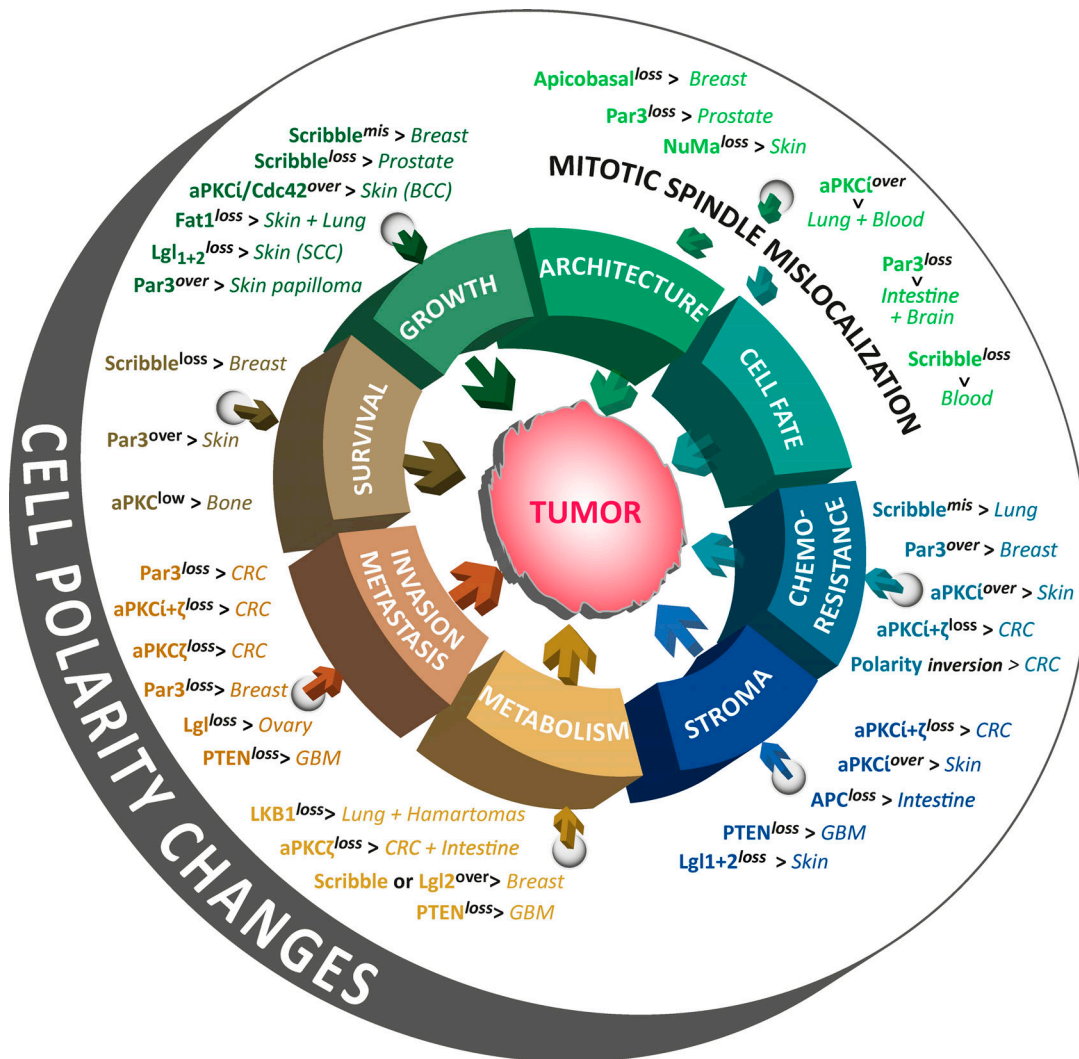 Apicobasal^loss > Breast
Par3^loss > Prostate
NuMa^loss > Skin
MITOTIC SPINDLE MISLOCALIZATION
aPKCί^over
>
Lung + Blood
Par3^loss
>
Intestine
+ Brain
Scribble^loss
>
Blood
Scribble^mis > Breast
Scribble^loss > Prostate
aPKCί/Cdc42^over > Skin (BCC)
Fat1^loss > Skin + Lung
Lgl1+2^loss > Skin (SCC)
Par3^over > Skin papilloma
GROWTH
ARCHITECTURE
CELL FATE
CHEMO-
RESISTANCE
STROMA
METABOLISM
INVASION
METASTASIS
SURVIVAL
TUMOR
Scribble^loss > Breast
Par3^over > Skin
aPKC^low > Bone
Par3^loss > CRC
aPKCί+ζ^loss > CRC
aPKCζ^loss> CRC
Par3^loss> Breast
Lgl^loss> Ovary
PTEN^loss> GBM
LKB1^loss> Lung + Hamartomas
aPKCζ^loss> CRC + Intestine
Scribble or Lgl2^over> Breast
PTEN^loss> GBM
Scribble^mis > Lung
Par3^over > Breast
aPKCί^over > Skin
aPKCί+ζ^loss > CRC
Polarity inversion > CRC
aPKCί+ζ^loss > CRC
aPKCί^over > Skin
APC^loss > Intestine
PTEN^loss> GBM
Lgl1+2^loss > Skin
CELL POLARITY CHANGES